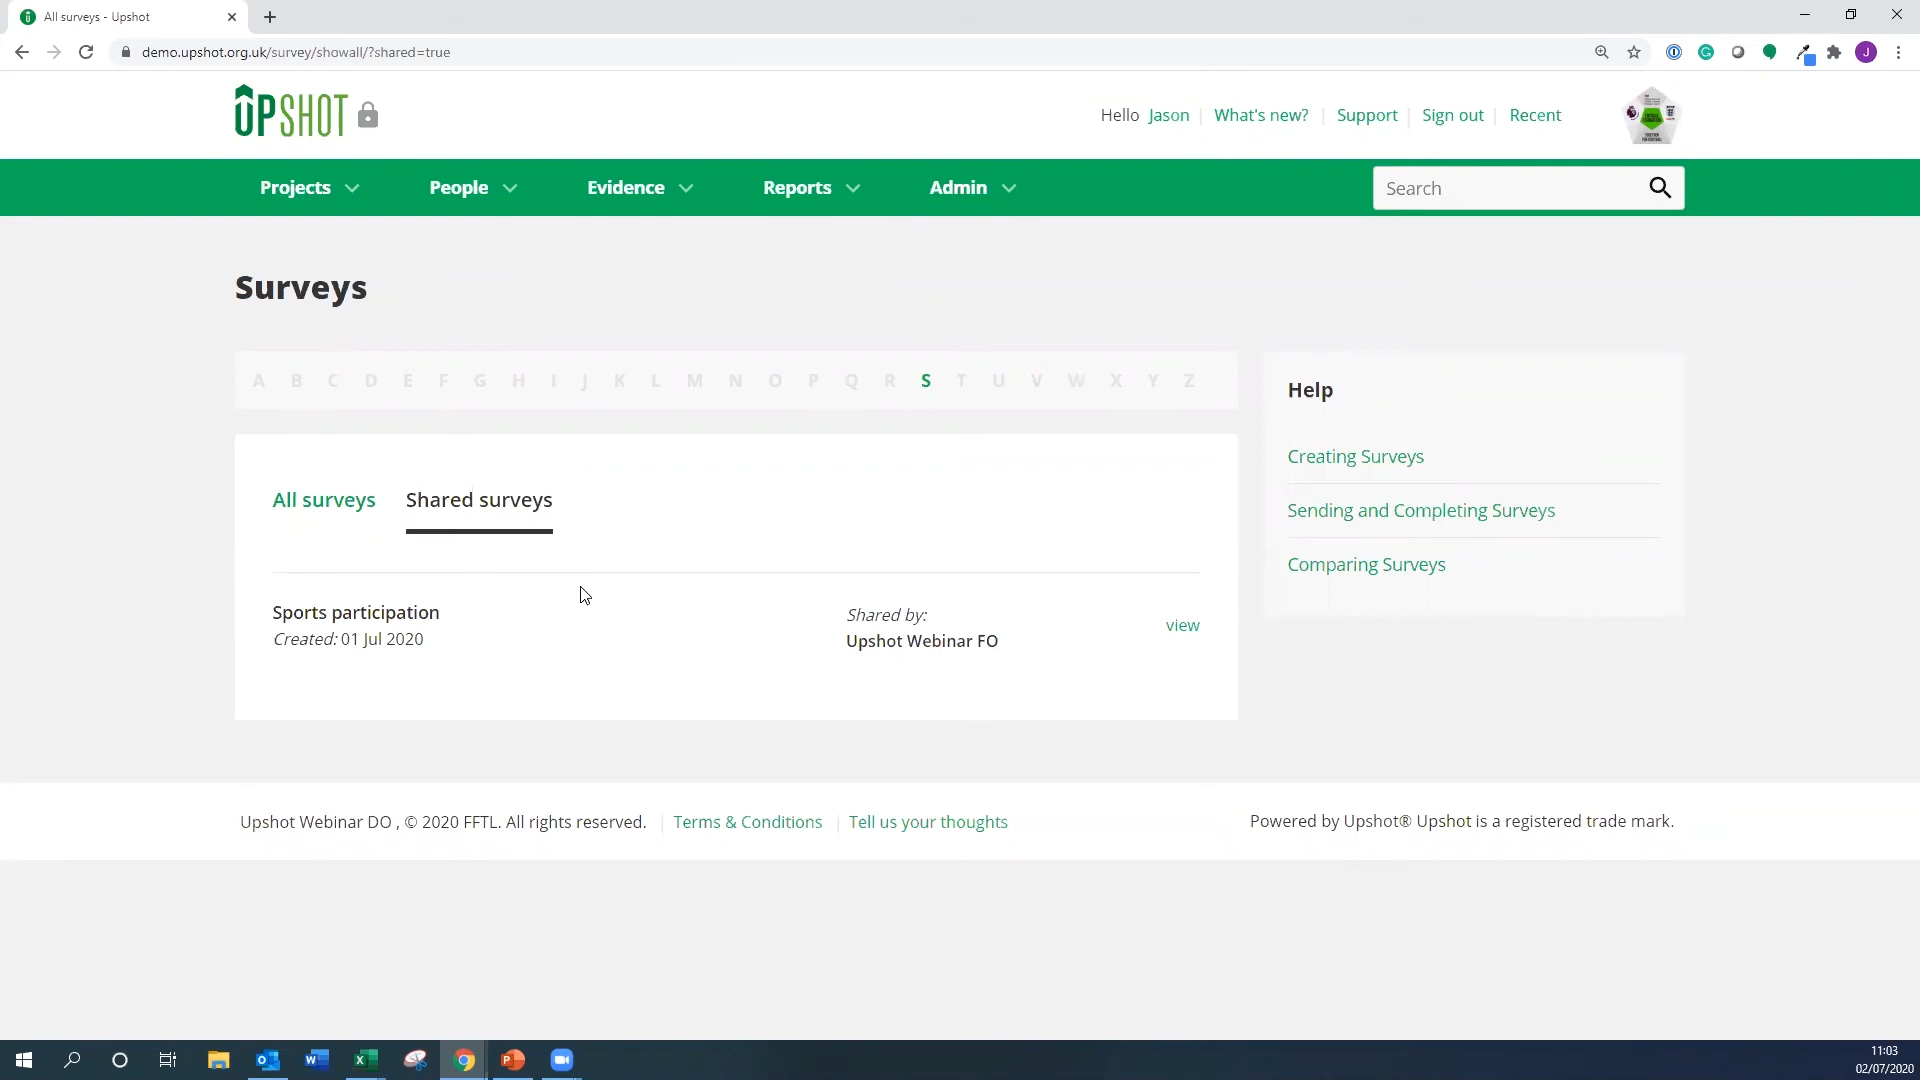 All surveys - Upshot
demo.upshot.org.uk/survey/showall/?shared=true
J
UPSHOT
Hello Jason What's new? Support Sign out Recent
Projects People Evidence Reports Admin Search
Surveys
A B C D E F G H I J K L M N O P Q R S T U V W X Y Z
Help
Creating Surveys
Sending and Completing Surveys
Comparing Surveys
All surveys Shared surveys
Sports participation
Created: 01 Jul 2020
Shared by:
Upshot Webinar FO
view
Upshot Webinar DO , © 2020 FFTL. All rights reserved. Terms & Conditions Tell us your thoughts Powered by Upshot® Upshot is a registered trade mark.
11:03
02/07/2020